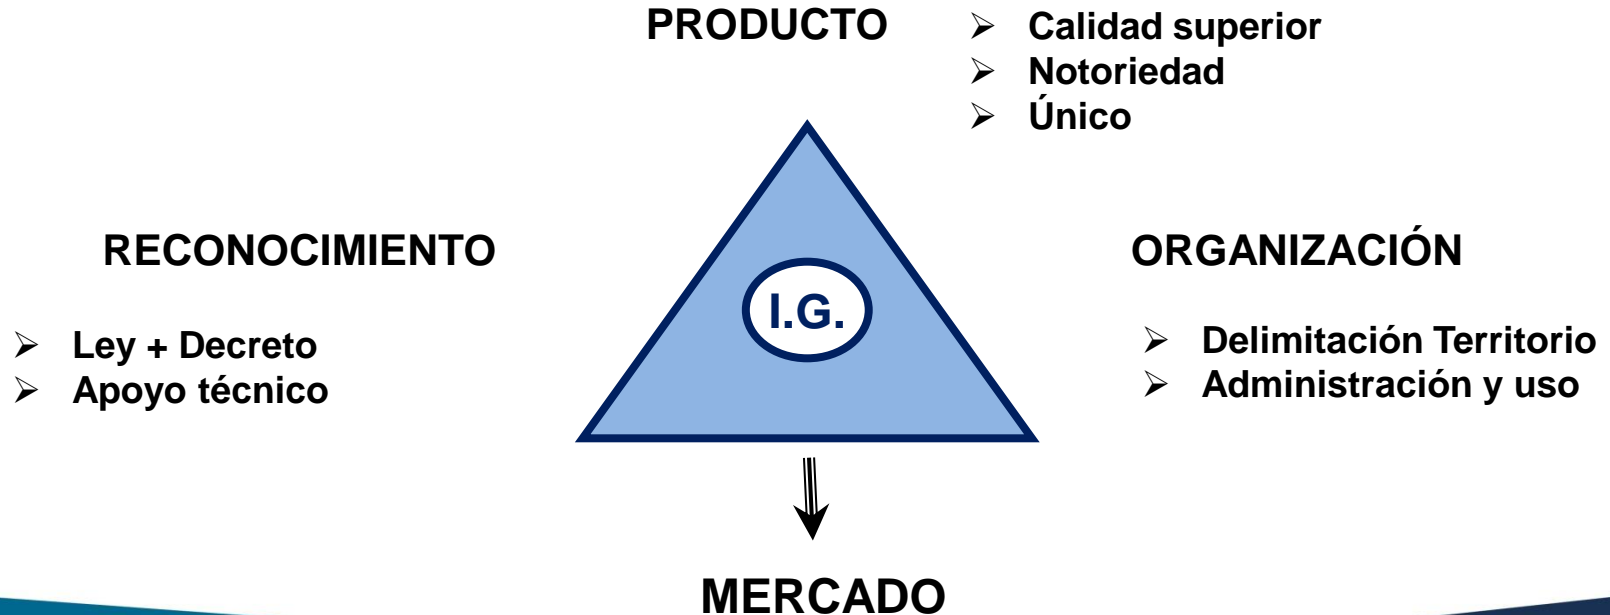 PRODUCTO
➢ Calidad superior
➢ Notoriedad
➢ Único
RECONOCIMIENTO
➢ Ley + Decreto
➢ Apoyo técnico
I.G.
ORGANIZACIÓN
➢ Delimitación Territorio
➢ Administración y uso
MERCADO